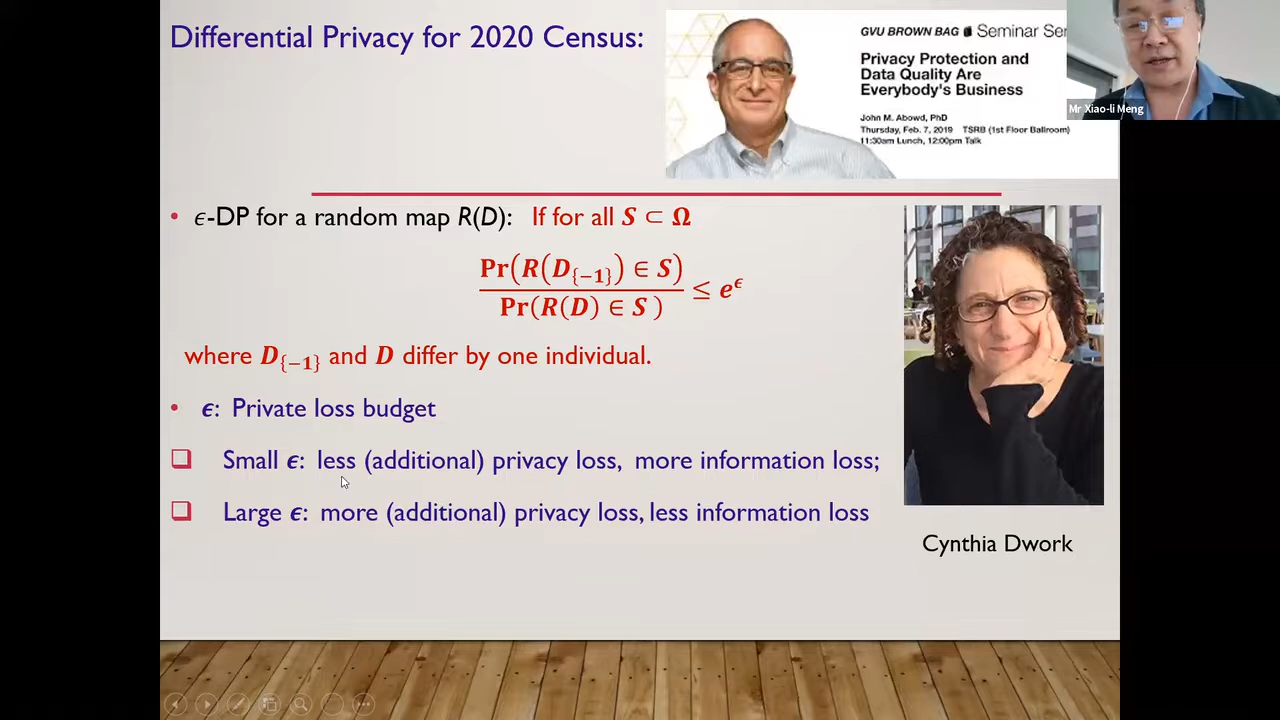 Differential Privacy for 2020 Census:
GVU BROWN BAG Seminar Ser
Privacy Protection and
Data Quality Are
Everybody's Business
John M. Abowd, PhD
Thursday, Feb. 7, 2019 TSRB (1st Floor Ballroom)
11:30am Lunch, 12:00pm Talk
Mr Xiao-li Meng
• ϵ-DP for a random map R(D): If for all S ⊂ Ω
Pr(R(D_{−1}) ∈ S)
Pr(R(D) ∈ S )
≤ e^ϵ
where D_{−1} and D differ by one individual.
• ϵ: Private loss budget
❑ Small ϵ: less (additional) privacy loss, more information loss;
❑ Large ϵ: more (additional) privacy loss, less information loss
Cynthia Dwork